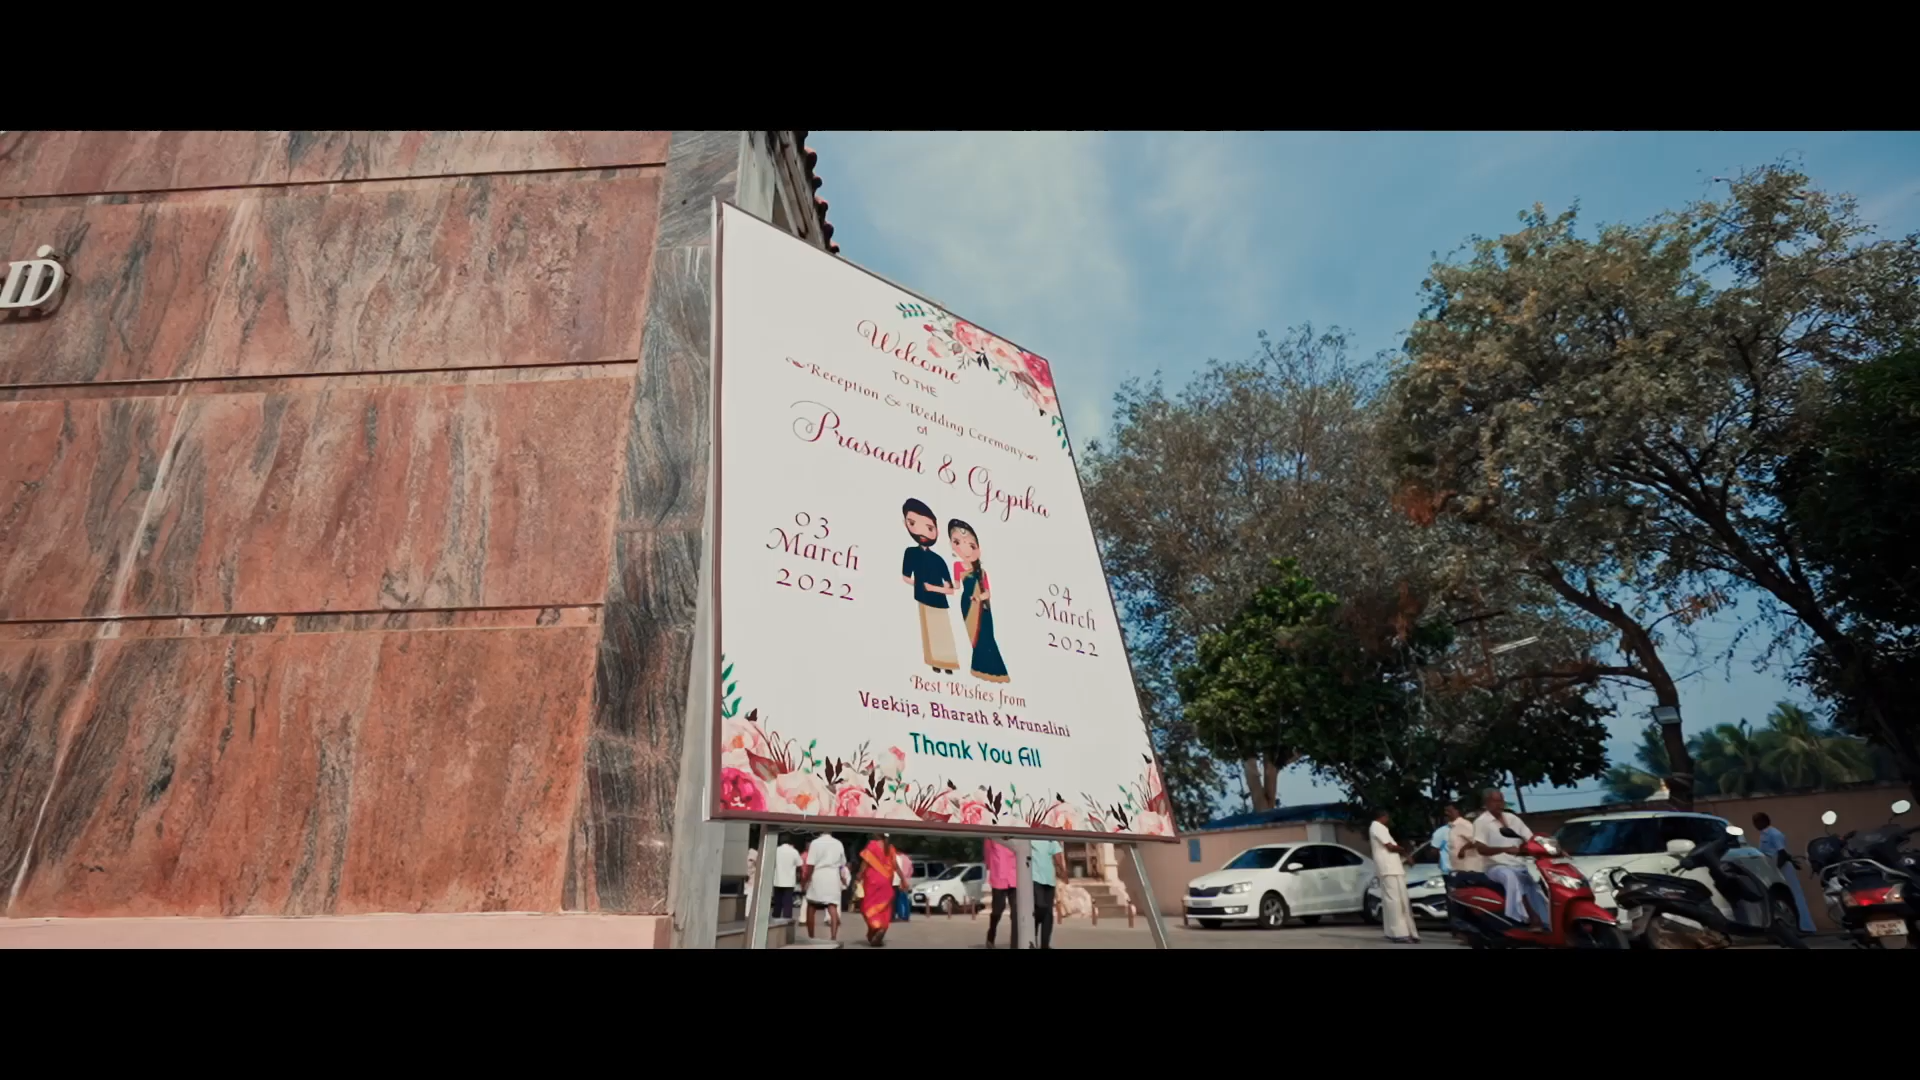 Welcome
TO THE
Reception & Wedding Ceremony
of
Prasaath & Gopika
03
March
2022
04
March
2022
Best Wishes from
Veekija, Bharath & Mrunalini
Thank You All